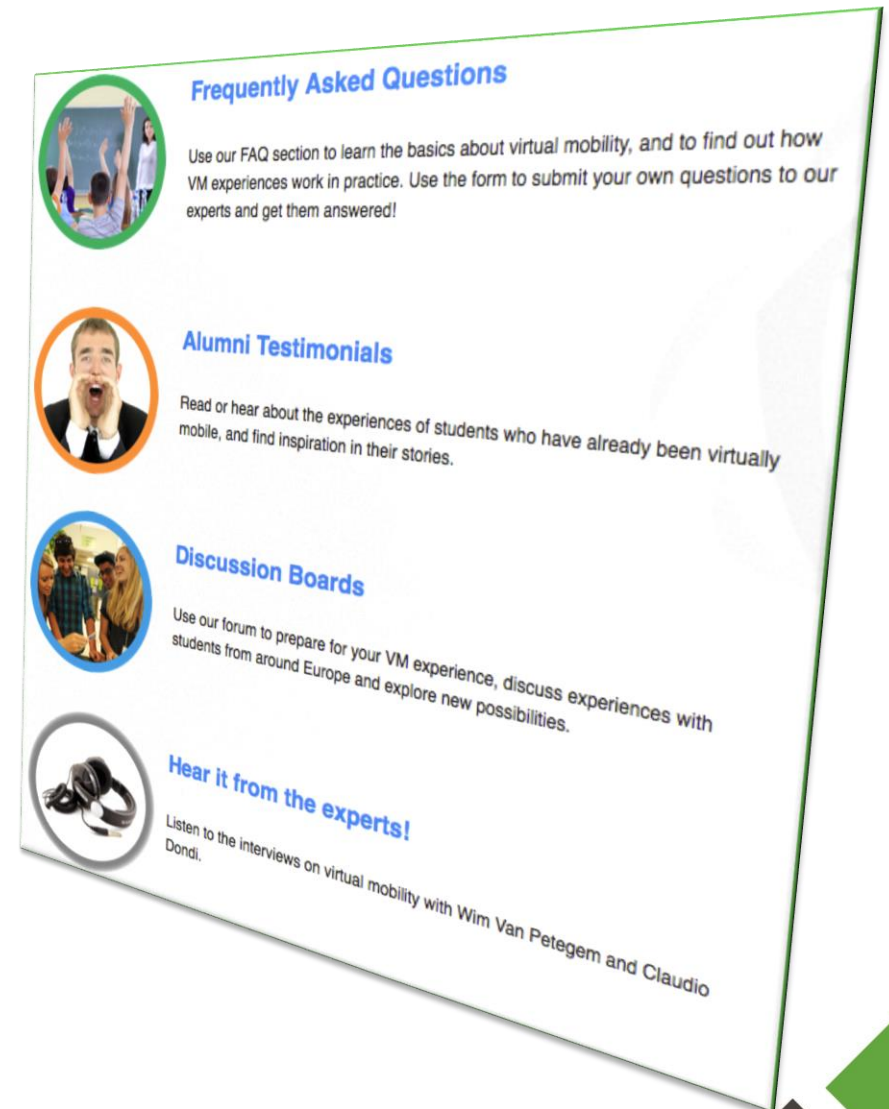 Frequently Asked Questions
Use our FAQ section to learn the basics about virtual mobility, and to find out how
VM experiences work in practice. Use the form to submit your own questions to our
experts and get them answered!
Alumni Testimonials
Read or hear about the experiences of students who have already been virtually
mobile, and find inspiration in their stories.
Discussion Boards
Use our forum to prepare for your VM experience, discuss experiences with
students from around Europe and explore new possibilities.
Hear it from the experts!
Listen to the interviews on virtual mobility with Wim Van Petegem and Claudio
Dondi.